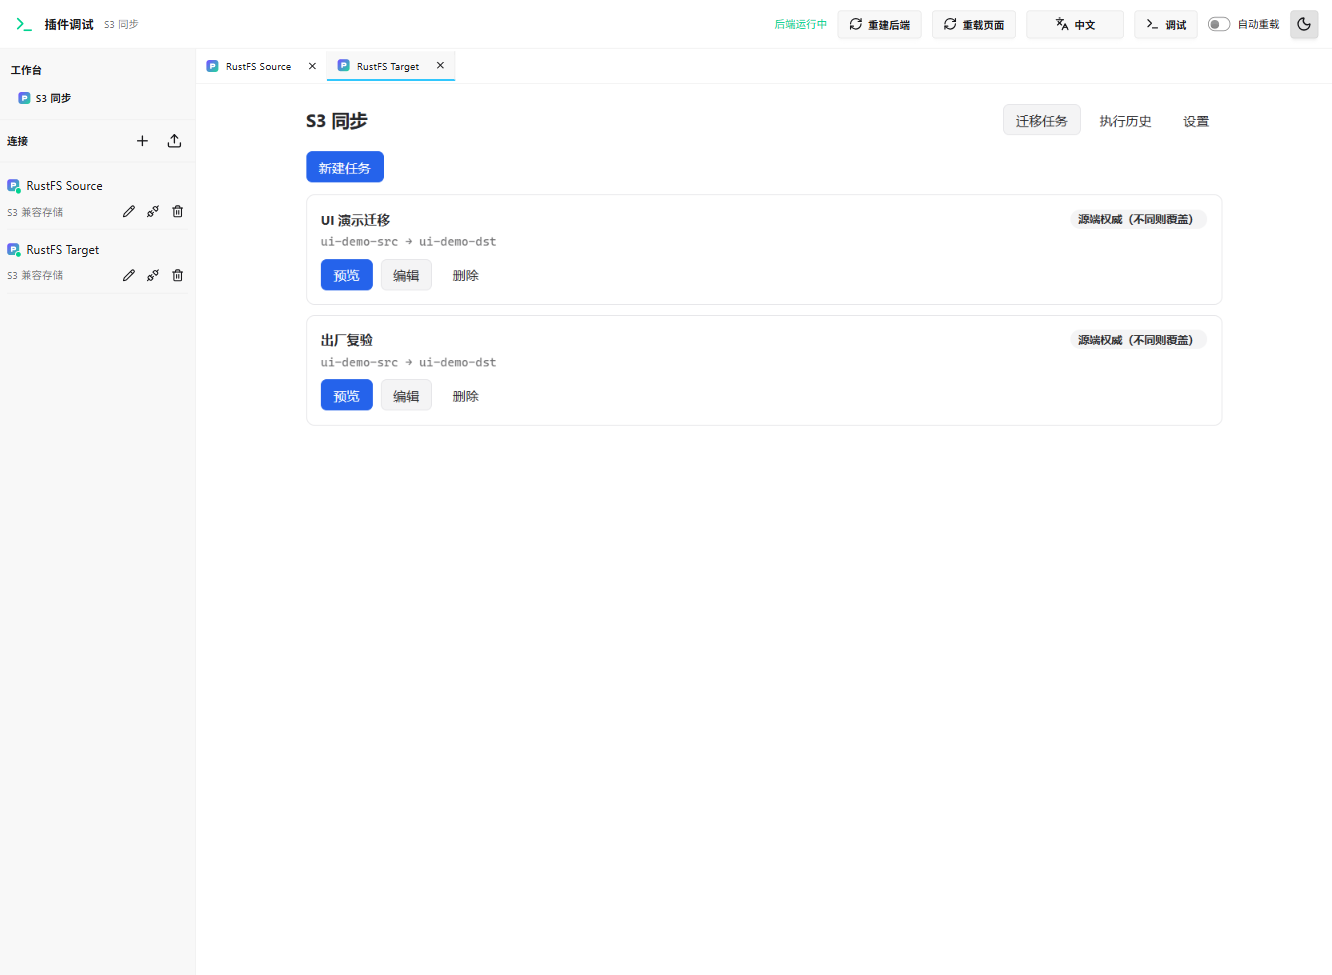 插件调试 S3 同步
后端运行中 重建后端 重载页面 中文 调试 自动重载
工作台
S3 同步
连接
RustFS Source
S3 兼容存储
RustFS Target
S3 兼容存储
RustFS Source RustFS Target
S3 同步
迁移任务 执行历史 设置
新建任务
UI 演示迁移
源端权威（不同则覆盖）
ui-demo-src → ui-demo-dst
预览 编辑 删除
出厂复验
源端权威（不同则覆盖）
ui-demo-src → ui-demo-dst
预览 编辑 删除